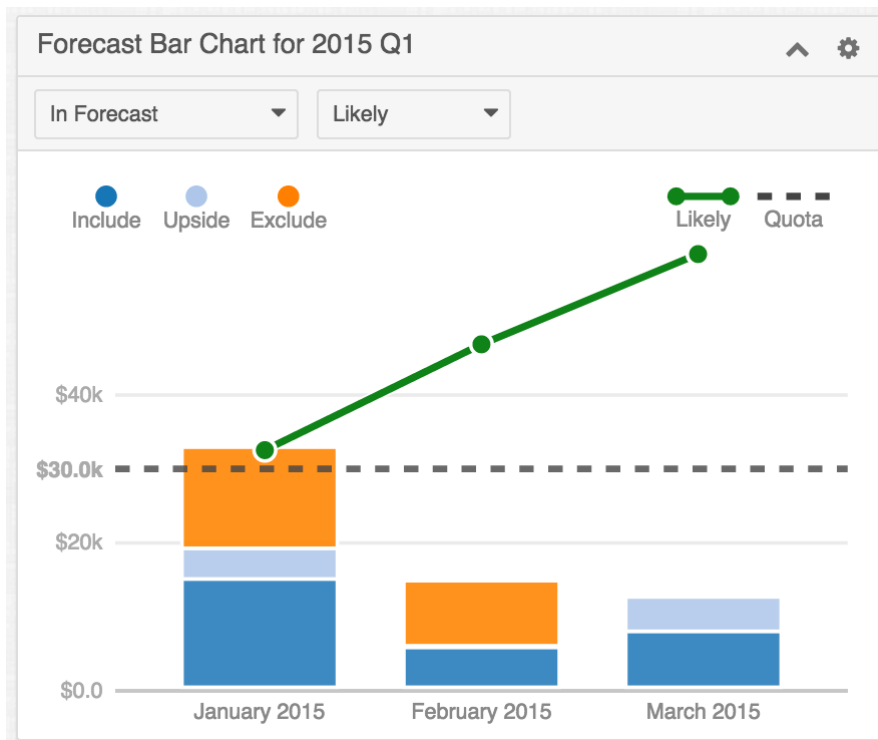 Forecast Bar Chart for 2015 Q1
In Forecast
Likely
Include
Upside
Exclude
Likely
Quota
$40k
$30.0k
$20k
$0.0
January 2015
February 2015
March 2015